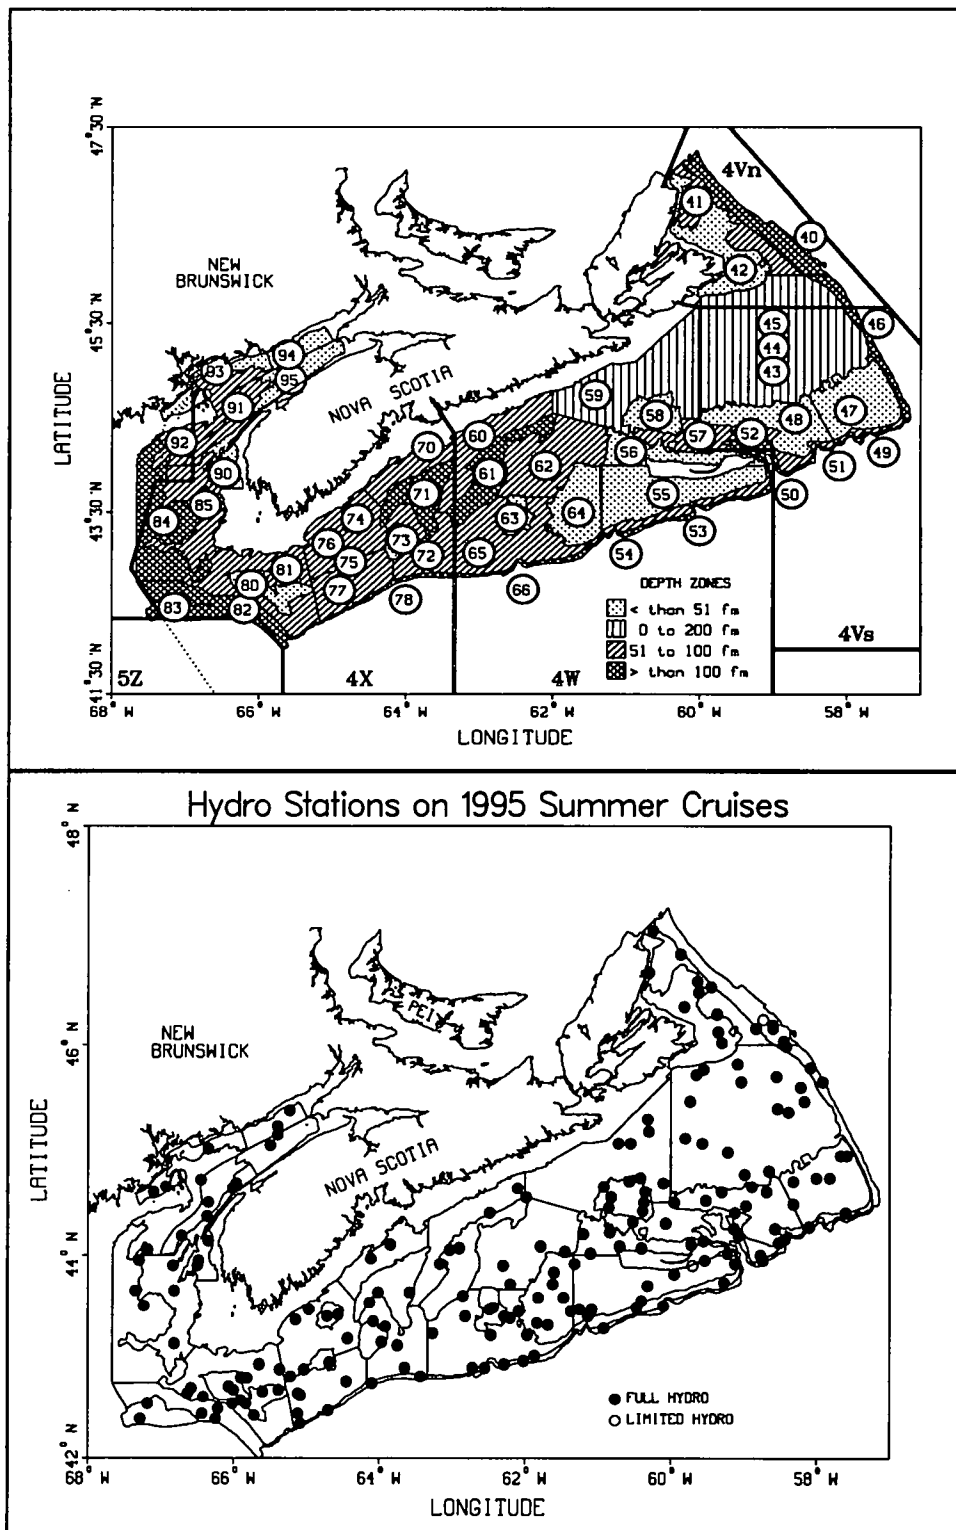 47°30'N
45°30'N
43°30'N
41°30'N
LATITUDE
68° W
66° W
64° W
62° W
60° W
58° W
LONGITUDE
NEW
BRUNSWICK
NOVA SCOTIA
4Vn
4Vs
4W
4X
5Z
40
41
42
46
45
44
43
47
48
49
50
51
52
53
54
55
56
57
58
59
60
61
62
63
64
65
66
70
71
72
73
74
75
76
77
78
80
81
82
83
84
85
90
91
92
93
94
95
DEPTH ZONES
< than 51 fm
0 to 200 fm
51 to 100 fm
> than 100 fm
Hydro Stations on 1995 Summer Cruises
48° N
46° N
44° N
42° N
LATITUDE
68° W
66° W
64° W
62° W
60° W
58° W
LONGITUDE
NEW
BRUNSWICK
PEI
NOVA SCOTIA
FULL HYDRO
LIMITED HYDRO